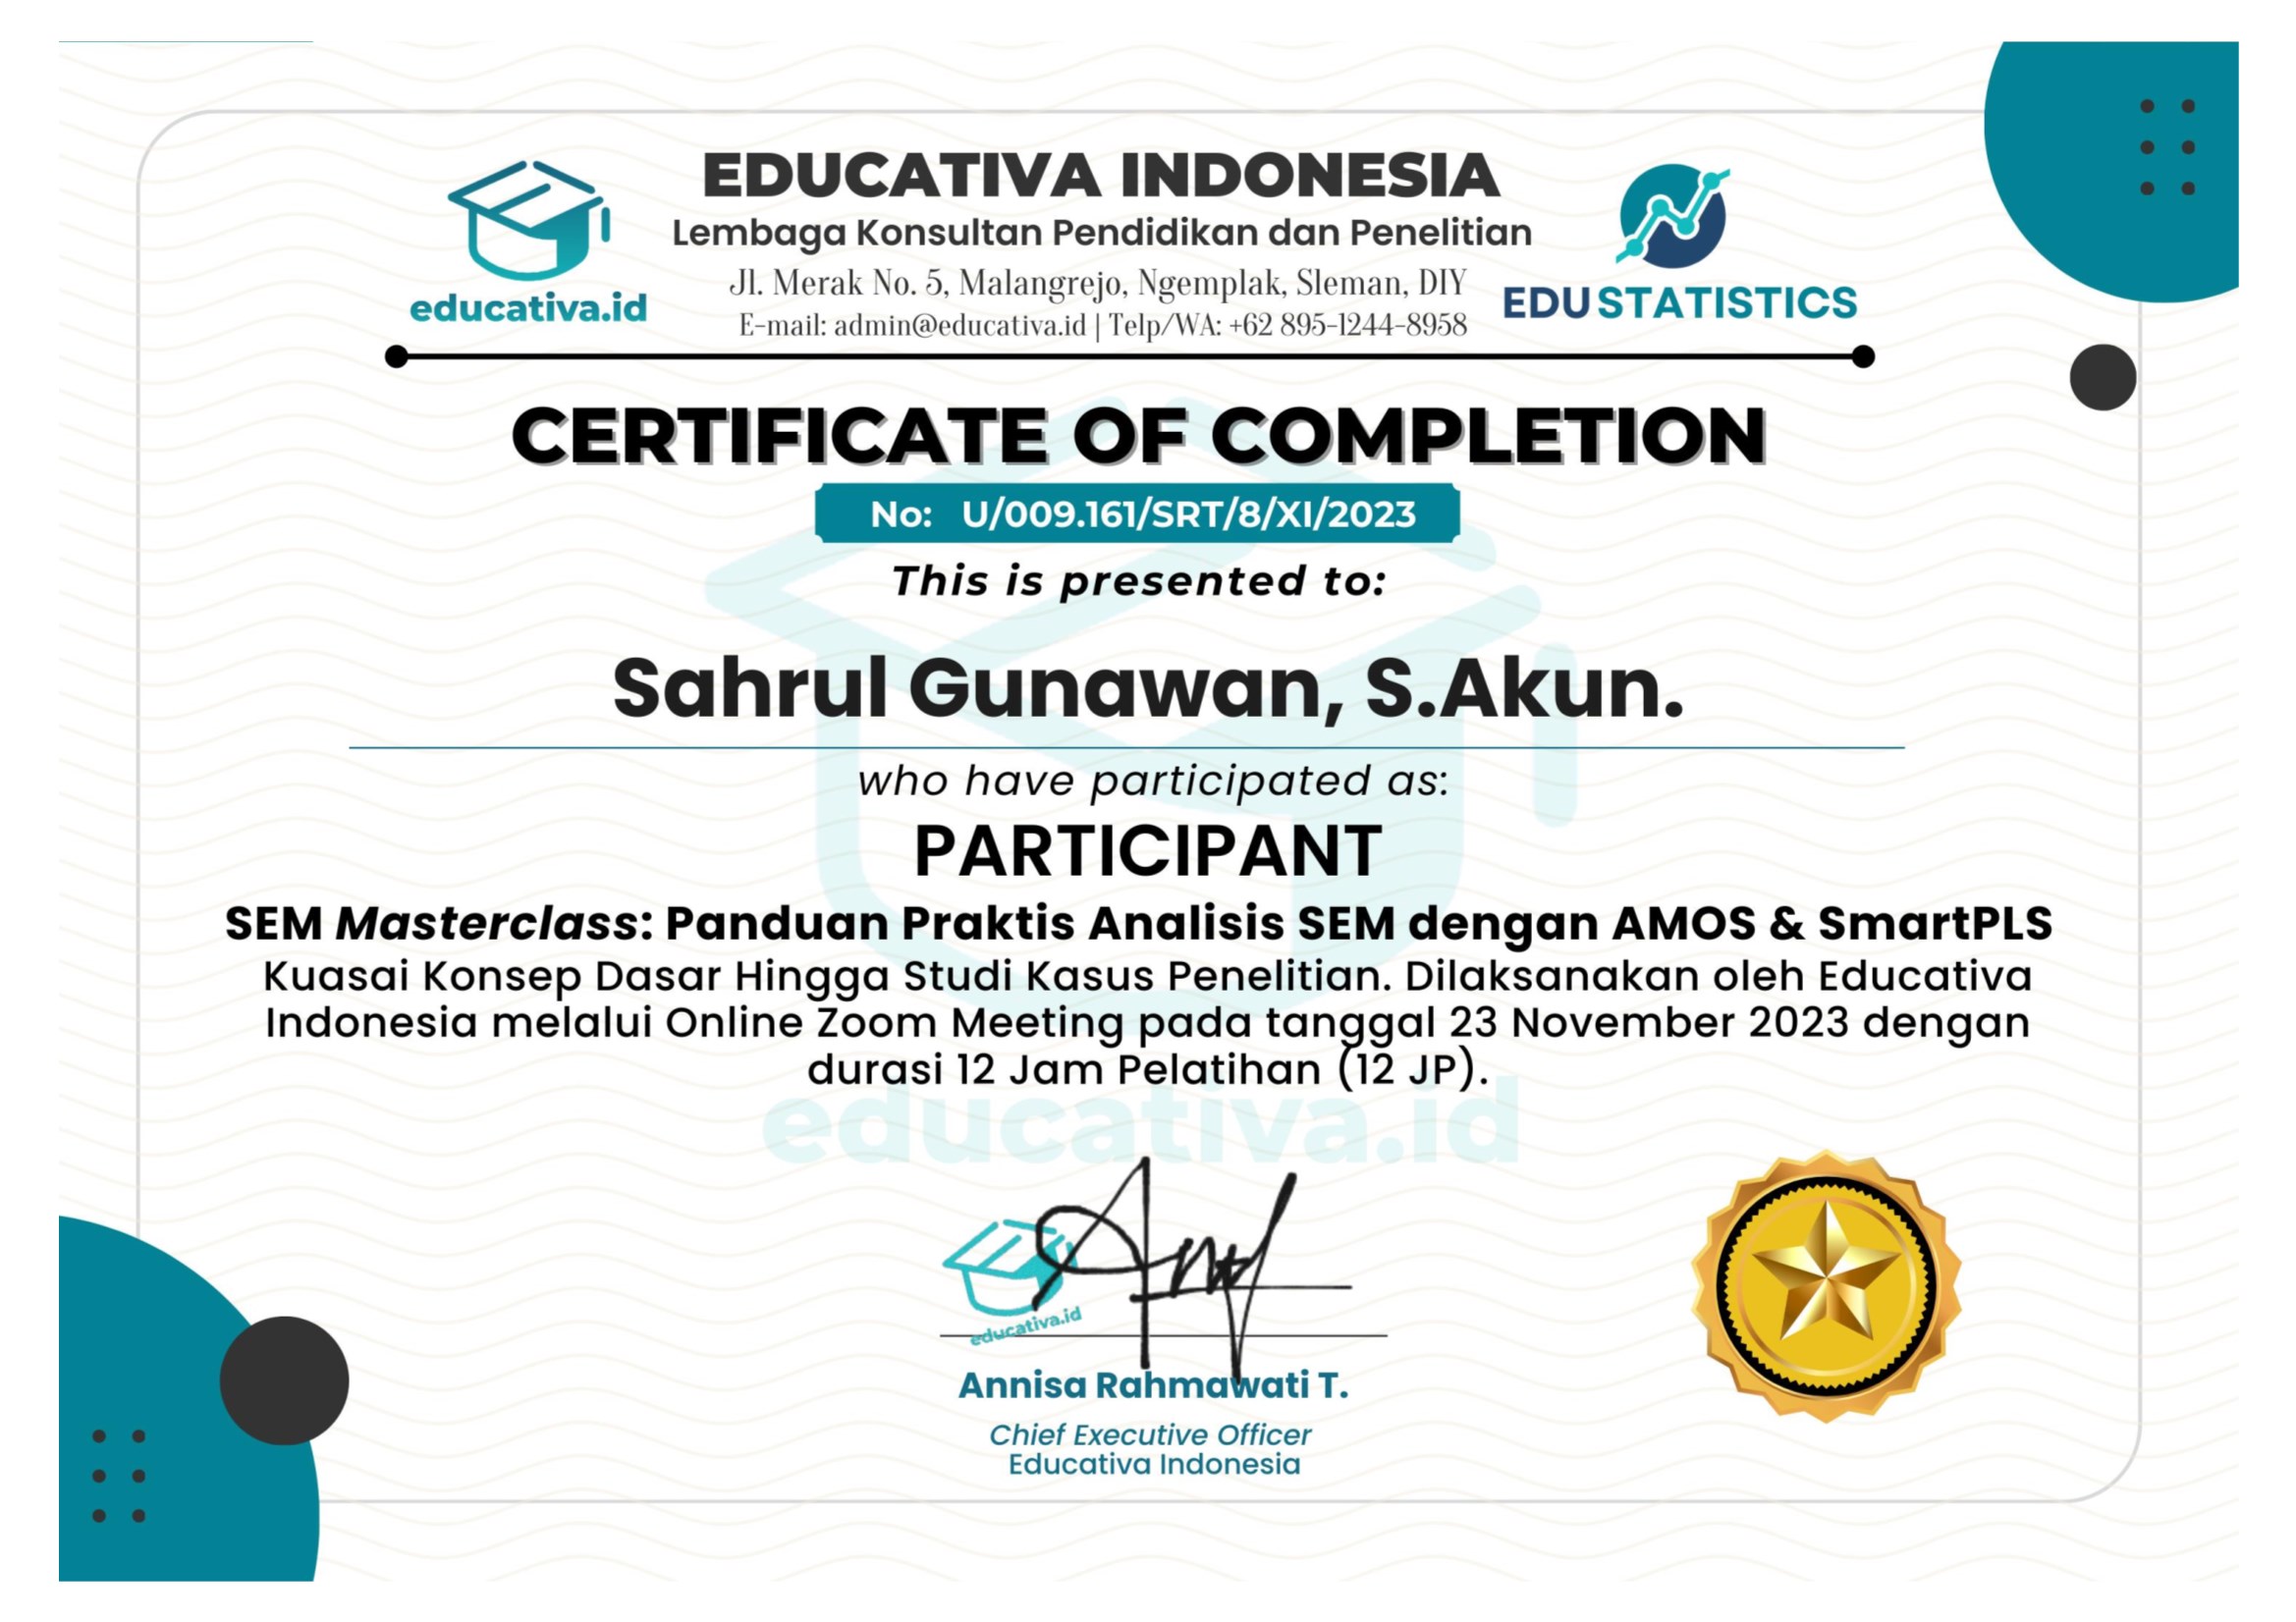 EDUCATIVA INDONESIA
Lembaga Konsultan Pendidikan dan Penelitian
Jl. Merak No. 5, Malangrejo, Ngemplak, Sleman, DIY
E-mail: admin@educativa.id | Telp/WA: +62 895-1244-8958
educativa.id
EDUSTATISTICS
CERTIFICATE OF COMPLETION
No: U/009.161/SRT/8/XI/2023
This is presented to:
Sahrul Gunawan, S.Akun.
who have participated as:
PARTICIPANT
SEM Masterclass: Panduan Praktis Analisis SEM dengan AMOS & SmartPLS
Kuasai Konsep Dasar Hingga Studi Kasus Penelitian. Dilaksanakan oleh Educativa
Indonesia melalui Online Zoom Meeting pada tanggal 23 November 2023 dengan
durasi 12 Jam Pelatihan (12 JP).
educativa.id
educativa.id
Annisa Rahmawati T.
Chief Executive Officer
Educativa Indonesia